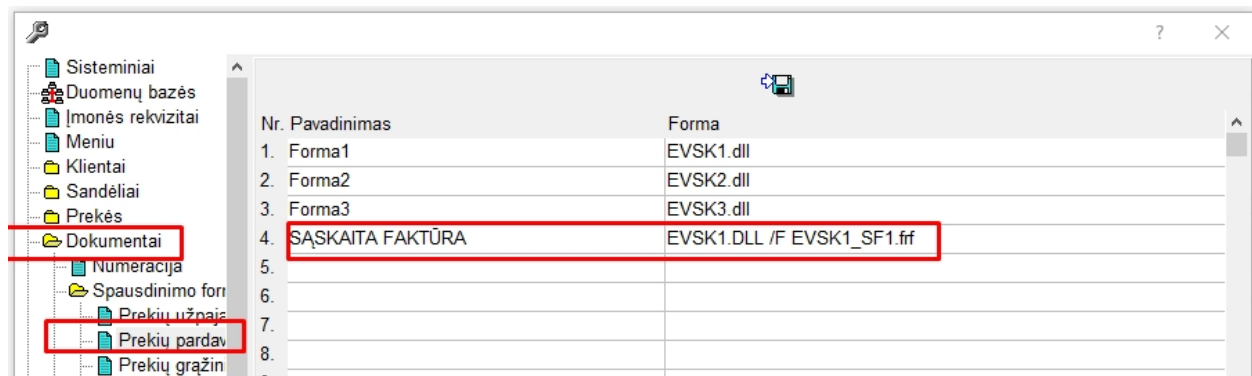 ?
Sisteminiai
Duomenų bazės
Įmonės rekvizitai
Meniu
Klientai
Sandėliai
Prekės
Dokumentai
Numeracija
Spausdinimo forr
Prekių užpaja
Prekių pardav
Prekių grąžin
Nr. Pavadinimas Forma
1. Forma1 EVSK1.dll
2. Forma2 EVSK2.dll
3. Forma3 EVSK3.dll
4. SĄSKAITA FAKTŪRA EVSK1.DLL /F EVSK1_SF1.frf
5.
6.
7.
8.